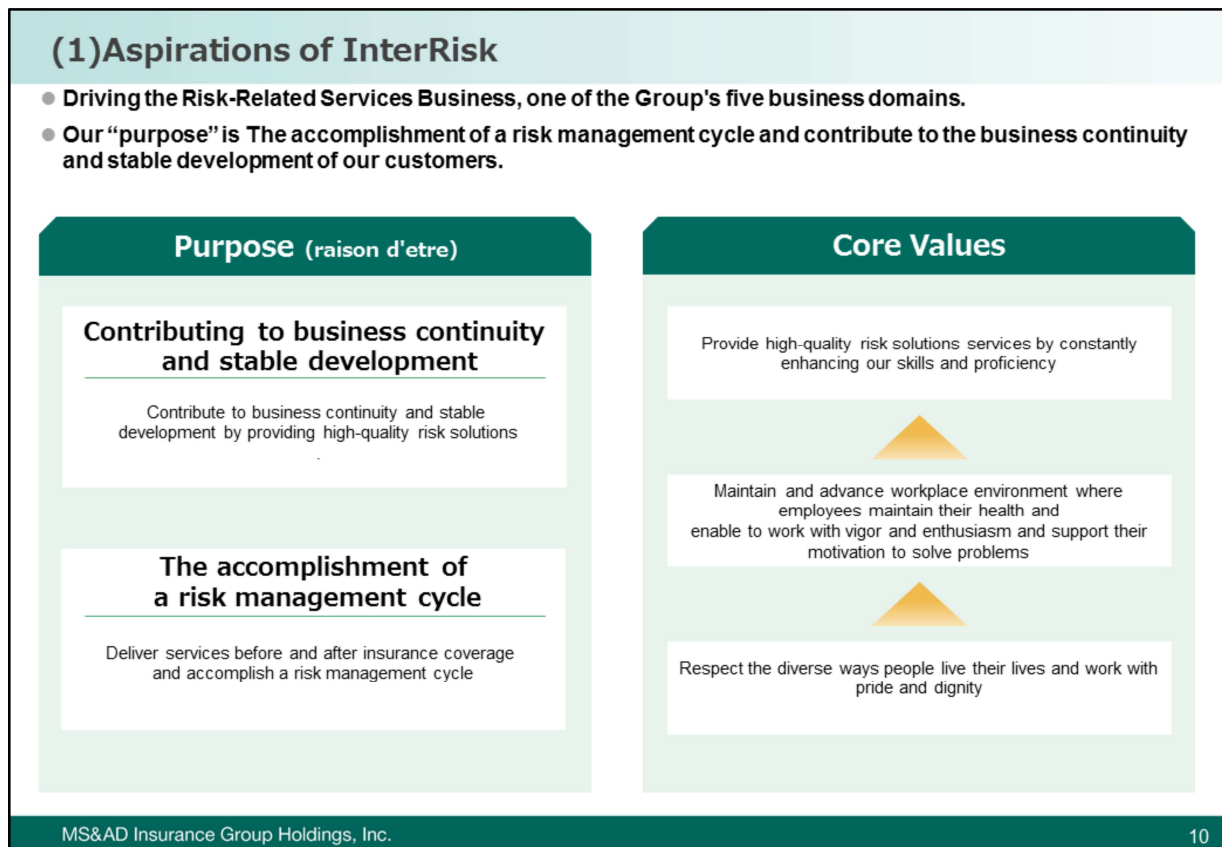 (1)Aspirations of InterRisk
Driving the Risk-Related Services Business, one of the Group's five business domains.
Our “purpose” is The accomplishment of a risk management cycle and contribute to the business continuity
and stable development of our customers.
Purpose (raison d'etre)
Contributing to business continuity
and stable development
Contribute to business continuity and stable
development by providing high-quality risk solutions
.
The accomplishment of
a risk management cycle
Deliver services before and after insurance coverage
and accomplish a risk management cycle
Core Values
Provide high-quality risk solutions services by constantly
enhancing our skills and proficiency
Maintain and advance workplace environment where
employees maintain their health and
enable to work with vigor and enthusiasm and support their
motivation to solve problems
Respect the diverse ways people live their lives and work with
pride and dignity
MS&AD Insurance Group Holdings, Inc.
10